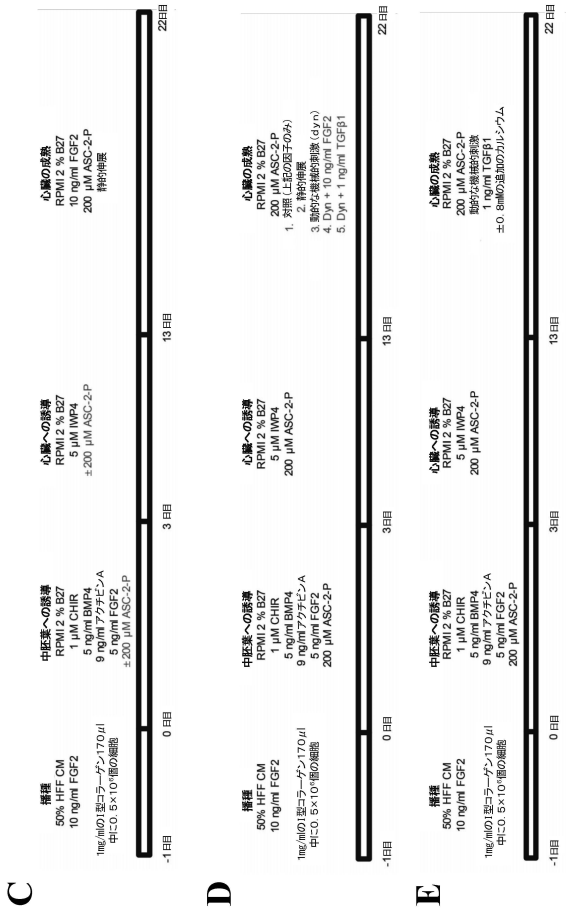 C
播種
50% HFF CM
10 ng/ml FGF2
1mg/mlのI型コラーゲン170μl
中に0.5×10⁶個の細胞
中胚葉への誘導
RPMI 2 % B27
1 μM CHIR
5 ng/ml BMP4
9 ng/mlアクチビンA
5 ng/ml FGF2
±200 μM ASC-2-P
心臓への誘導
RPMI 2 % B27
5 μM IWP4
±200 μM ASC-2-P
心臓の成熟
RPMI 2 % B27
10 ng/ml FGF2
200 μM ASC-2-P
静的伸展
-1日目
0日目
3日目
13日目
22日目
D
播種
50% HFF CM
10 ng/ml FGF2
1mg/mlのI型コラーゲン170μl
中に0.5×10⁶個の細胞
中胚葉への誘導
RPMI 2 % B27
1 μM CHIR
5 ng/ml BMP4
9 ng/mlアクチビンA
5 ng/ml FGF2
200 μM ASC-2-P
心臓への誘導
RPMI 2 % B27
5 μM IWP4
200 μM ASC-2-P
心臓の成熟
RPMI 2 % B27
200 μM ASC-2-P
1. 対照(上記の因子のみ)
2. 静的伸展
3. 動的な機械的刺激(dyn)
4. Dyn + 10 ng/ml FGF2
5. Dyn + 1 ng/ml TGFβ1
-1日目
0日目
3日目
13日目
22日目
E
播種
50% HFF CM
10 ng/ml FGF2
1mg/mlのI型コラーゲン170μl
中に0.5×10⁶個の細胞
中胚葉への誘導
RPMI 2 % B27
1 μM CHIR
5 ng/ml BMP4
9 ng/mlアクチビンA
5 ng/ml FGF2
200 μM ASC-2-P
心臓への誘導
RPMI 2 % B27
5 μM IWP4
200 μM ASC-2-P
心臓の成熟
RPMI 2 % B27
200 μM ASC-2-P
動的な機械的刺激
1 ng/ml TGFβ1
±0.8mMの追加のカルシウム
-1日目
0日目
3日目
13日目
22日目